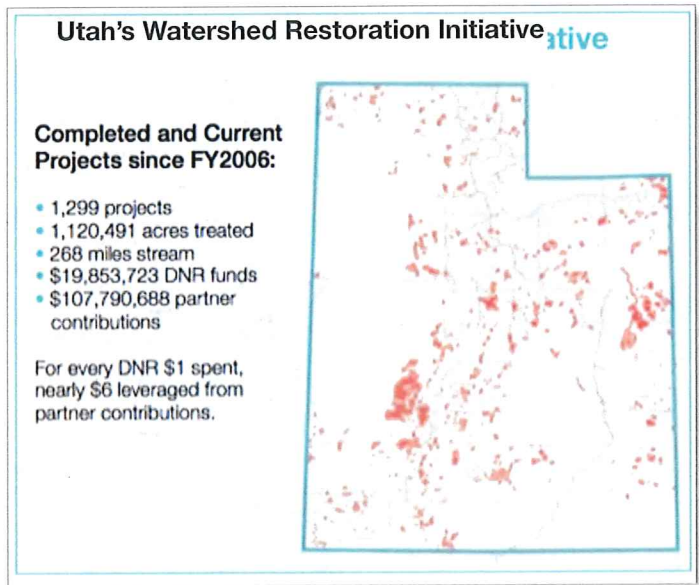 Utah's Watershed Restoration Initiative
ative
Completed and Current
Projects since FY2006:
• 1,299 projects
• 1,120,491 acres treated
• 268 miles stream
• $19,853,723 DNR funds
• $107,790,688 partner
contributions
For every DNR $1 spent,
nearly $6 leveraged from
partner contributions.